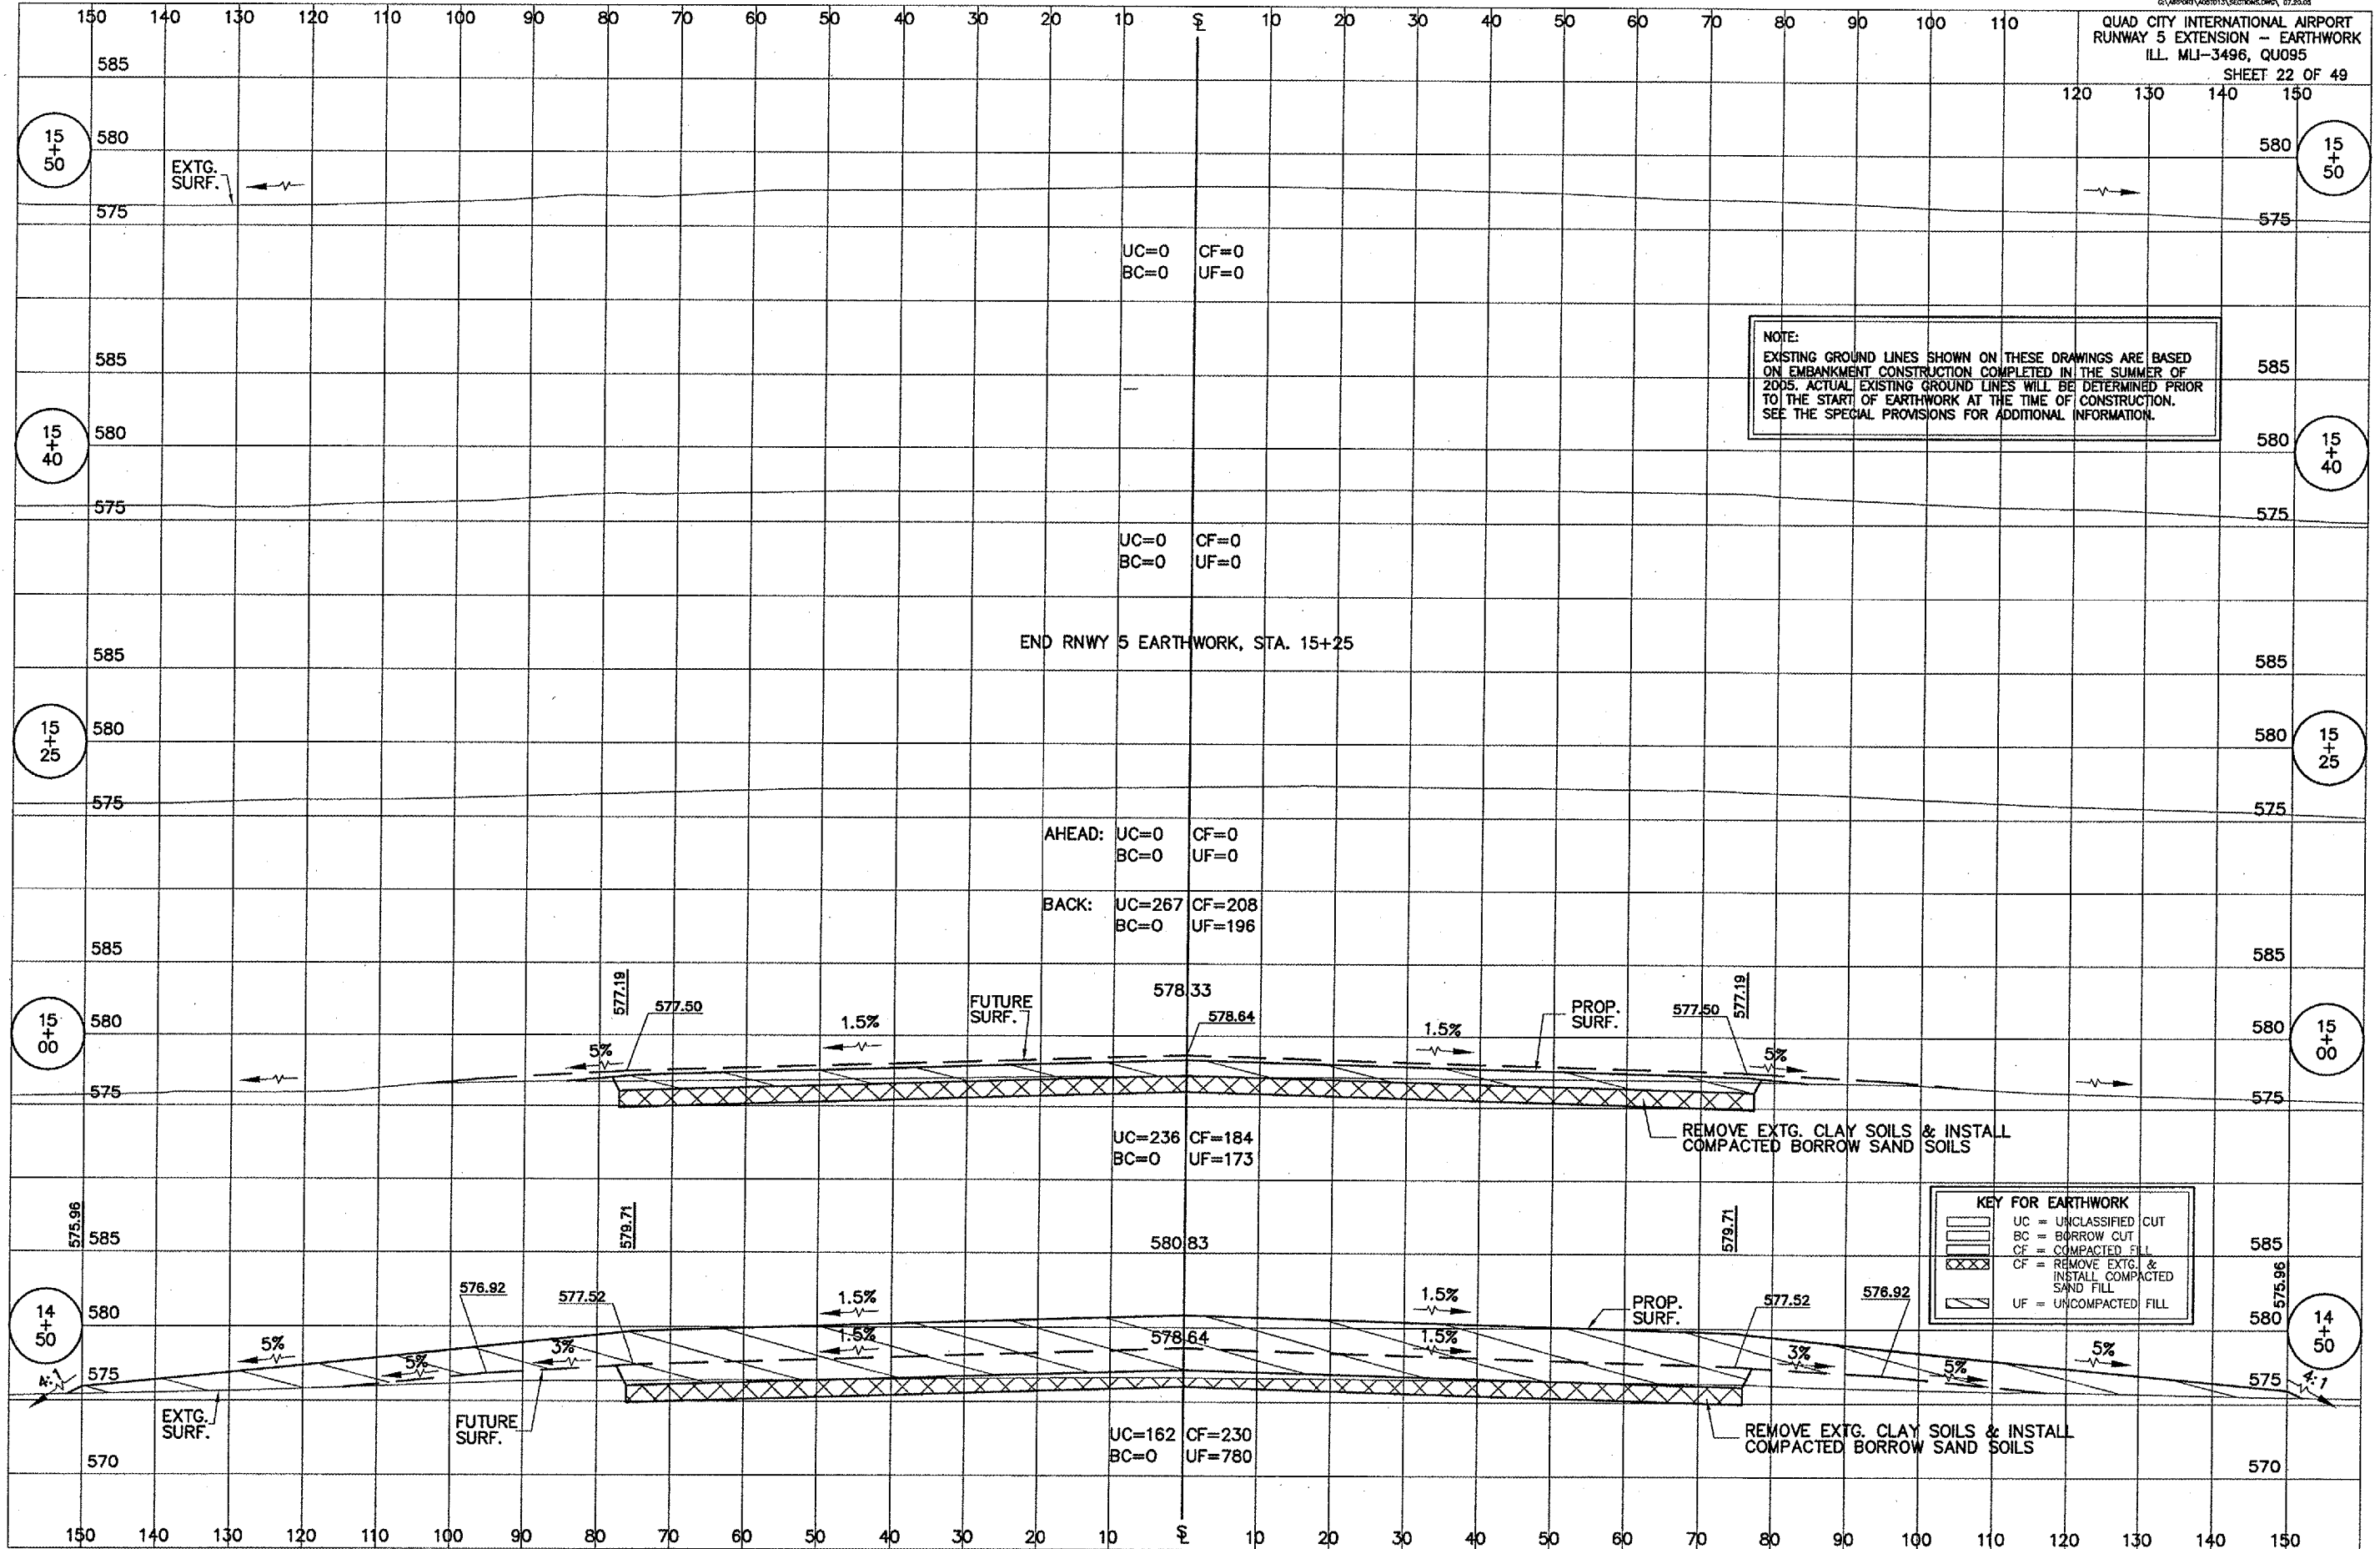 G:\AIRPORT\A05T013\SECTIONS.DWG\ 07.20.05
150 140 130 120 110 100 90 80 70 60 50 40 30 20 10 ℄ 10 20 30 40 50 60 70 80 90 100 110
QUAD CITY INTERNATIONAL AIRPORT
RUNWAY 5 EXTENSION – EARTHWORK
ILL. MLI–3496, QU095
SHEET 22 OF 49
120 130 140 150
585
15 + 50
580 580
15 + 50
EXTG.
SURF.
575 575
UC=0 CF=0
BC=0 UF=0
NOTE:
EXISTING GROUND LINES SHOWN ON THESE DRAWINGS ARE BASED
ON EMBANKMENT CONSTRUCTION COMPLETED IN THE SUMMER OF
2005. ACTUAL EXISTING GROUND LINES WILL BE DETERMINED PRIOR
TO THE START OF EARTHWORK AT THE TIME OF CONSTRUCTION.
SEE THE SPECIAL PROVISIONS FOR ADDITIONAL INFORMATION.
585 585
15 + 40
580 580
15 + 40
575 575
UC=0 CF=0
BC=0 UF=0
END RNWY 5 EARTHWORK, STA. 15+25
585 585
15 + 25
580 580
15 + 25
575 575
AHEAD: UC=0 CF=0
BC=0 UF=0
BACK: UC=267 CF=208
BC=0 UF=196
585 585
577.19 578.33 577.19
577.50 FUTURE SURF. 578.64 PROP. SURF. 577.50
15 + 00
580 580
15 + 00
5% 1.5% 1.5% 5%
575 575
REMOVE EXTG. CLAY SOILS & INSTALL
COMPACTED BORROW SAND SOILS
UC=236 CF=184
BC=0 UF=173
KEY FOR EARTHWORK
UC = UNCLASSIFIED CUT
BC = BORROW CUT
CF = COMPACTED FILL
CF = REMOVE EXTG. &
INSTALL COMPACTED
SAND FILL
UF = UNCOMPACTED FILL
575.96 579.71 580.83 579.71 575.96
585 585
576.92 577.52 1.5% 1.5% PROP. SURF. 577.52 576.92
14 + 50
580 580
14 + 50
5% 5% 3% 1.5% 578.64 1.5% 3% 5% 5%
4:1 575 575 4:1
EXTG.
SURF.
FUTURE
SURF.
REMOVE EXTG. CLAY SOILS & INSTALL
COMPACTED BORROW SAND SOILS
UC=162 CF=230
BC=0 UF=780
570 570
150 140 130 120 110 100 90 80 70 60 50 40 30 20 10 ℄ 10 20 30 40 50 60 70 80 90 100 110 120 130 140 150